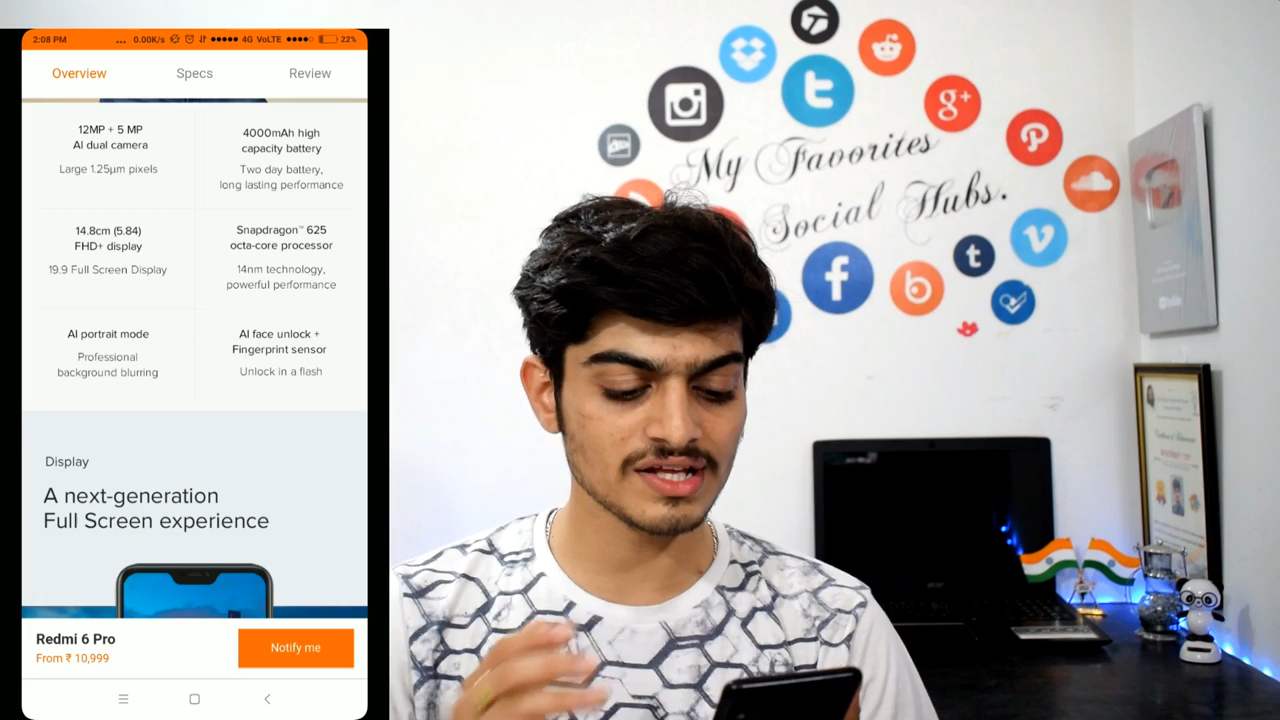 2:08 PM ... 0.00K/s 4G VoLTE 22%
Overview Specs Review
12MP + 5 MP
AI dual camera
Large 1.25μm pixels
4000mAh high
capacity battery
Two day battery,
long lasting performance
14.8cm (5.84)
FHD+ display
19.9 Full Screen Display
Snapdragon™ 625
octa-core processor
14nm technology,
powerful performance
AI portrait mode
Professional
background blurring
AI face unlock +
Fingerprint sensor
Unlock in a flash
Display
A next-generation
Full Screen experience
Redmi 6 Pro
From ₹ 10,999
Notify me
My Favorites
Social Hubs.
g+
acer